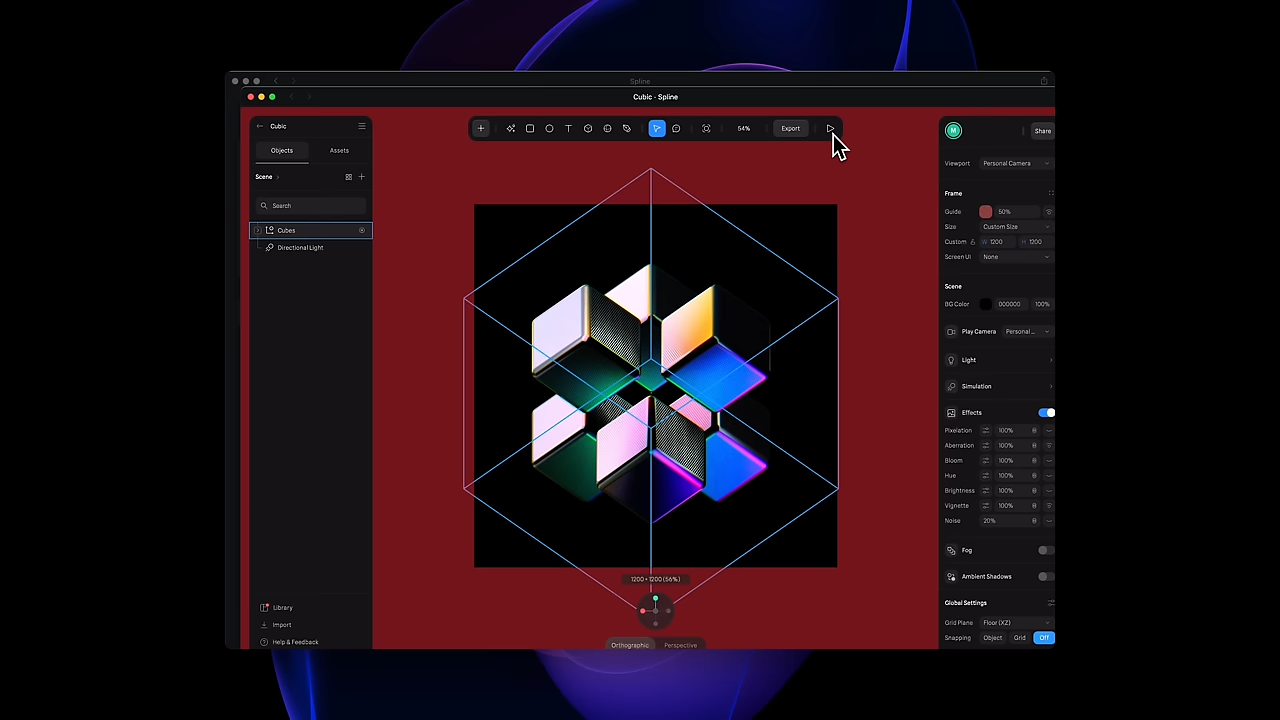 Spline
Cubic - Spline
Cubic
Objects
Assets
Scene
Search
Cubes
Directional Light
Library
Import
Help & Feedback
T
54%
Export
1200 × 1200 (56%)
Orthographic
Perspective
M
Share
Viewport
Personal Camera
Frame
Guide
50%
Size
Custom Size
Custom
W 1200
H 1200
Screen UI
None
Scene
BG Color
000000
100%
Play Camera
Personal ...
Light
Simulation
Effects
Pixelation
100%
Aberration
100%
Bloom
100%
Hue
100%
Brightness
100%
Vignette
100%
Noise
20%
Fog
Ambient Shadows
Global Settings
Grid Plane
Floor (XZ)
Snapping
Object
Grid
Off